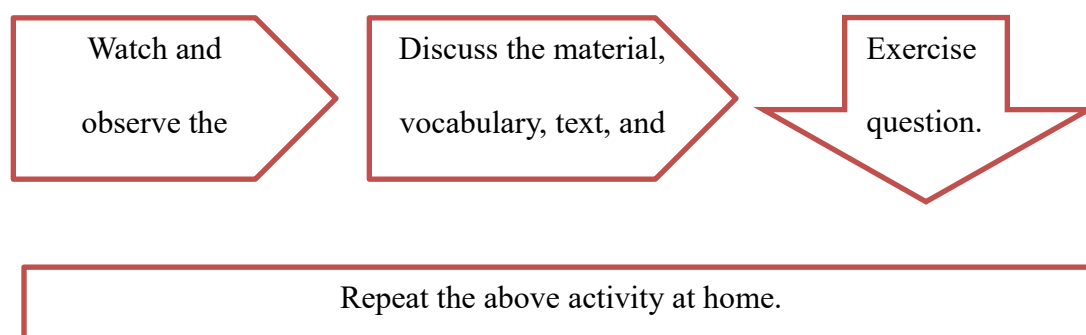 Watch and
observe the
Discuss the material,
vocabulary, text, and
Exercise
question.
Repeat the above activity at home.